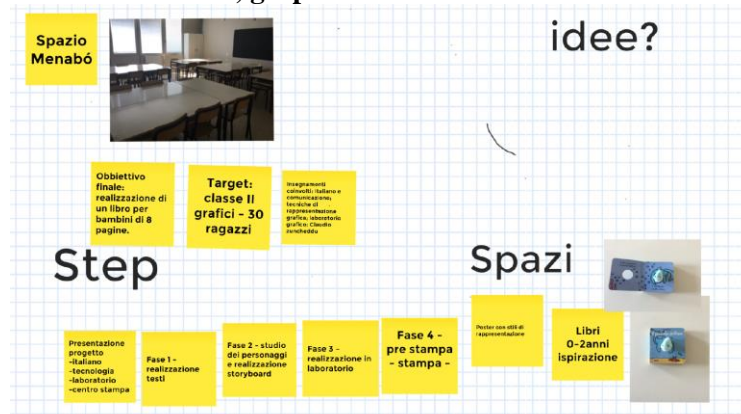 Spazio
Menabó
idee?
Obbiettivo
finale:
realizzazione di
un libro per
bambini di 8
pagine.
Target:
classe II
grafici - 30
ragazzi
Insegnamenti
coinvolti: italiano e
comunicazione;
tecniche di
rappresentazione
grafica; laboratorio
grafico; Claudio
Step
Spazi
Presentazione
progetto
-italiano
-tecnologia
-laboratorio
-centro stampa
Fase 1 -
realizzazione
testi
Fase 2 - studio
dei personaggi
e realizzazione
storyboard
Fase 3 -
realizzazione in
laboratorio
Fase 4 -
pre stampa
- stampa -
Poster con stili di
rappresentazione
Libri
0-2anni
ispirazione